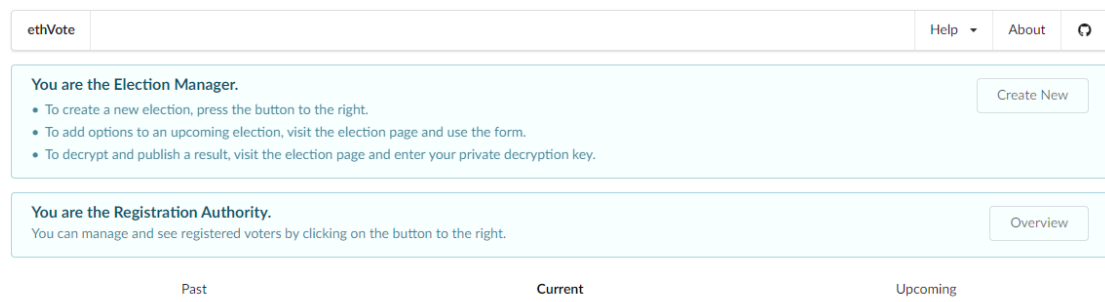 ethVote Help About
You are the Election Manager.
Create New
• To create a new election, press the button to the right.
• To add options to an upcoming election, visit the election page and use the form.
• To decrypt and publish a result, visit the election page and enter your private decryption key.
You are the Registration Authority.
Overview
You can manage and see registered voters by clicking on the button to the right.
Past Current Upcoming